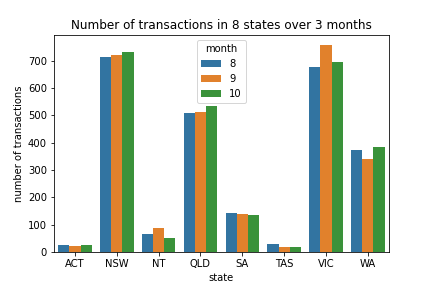 Number of transactions in 8 states over 3 months
month
8
9
10
700
600
500
400
300
200
100
0
number of transactions
ACT NSW NT QLD SA TAS VIC WA
state